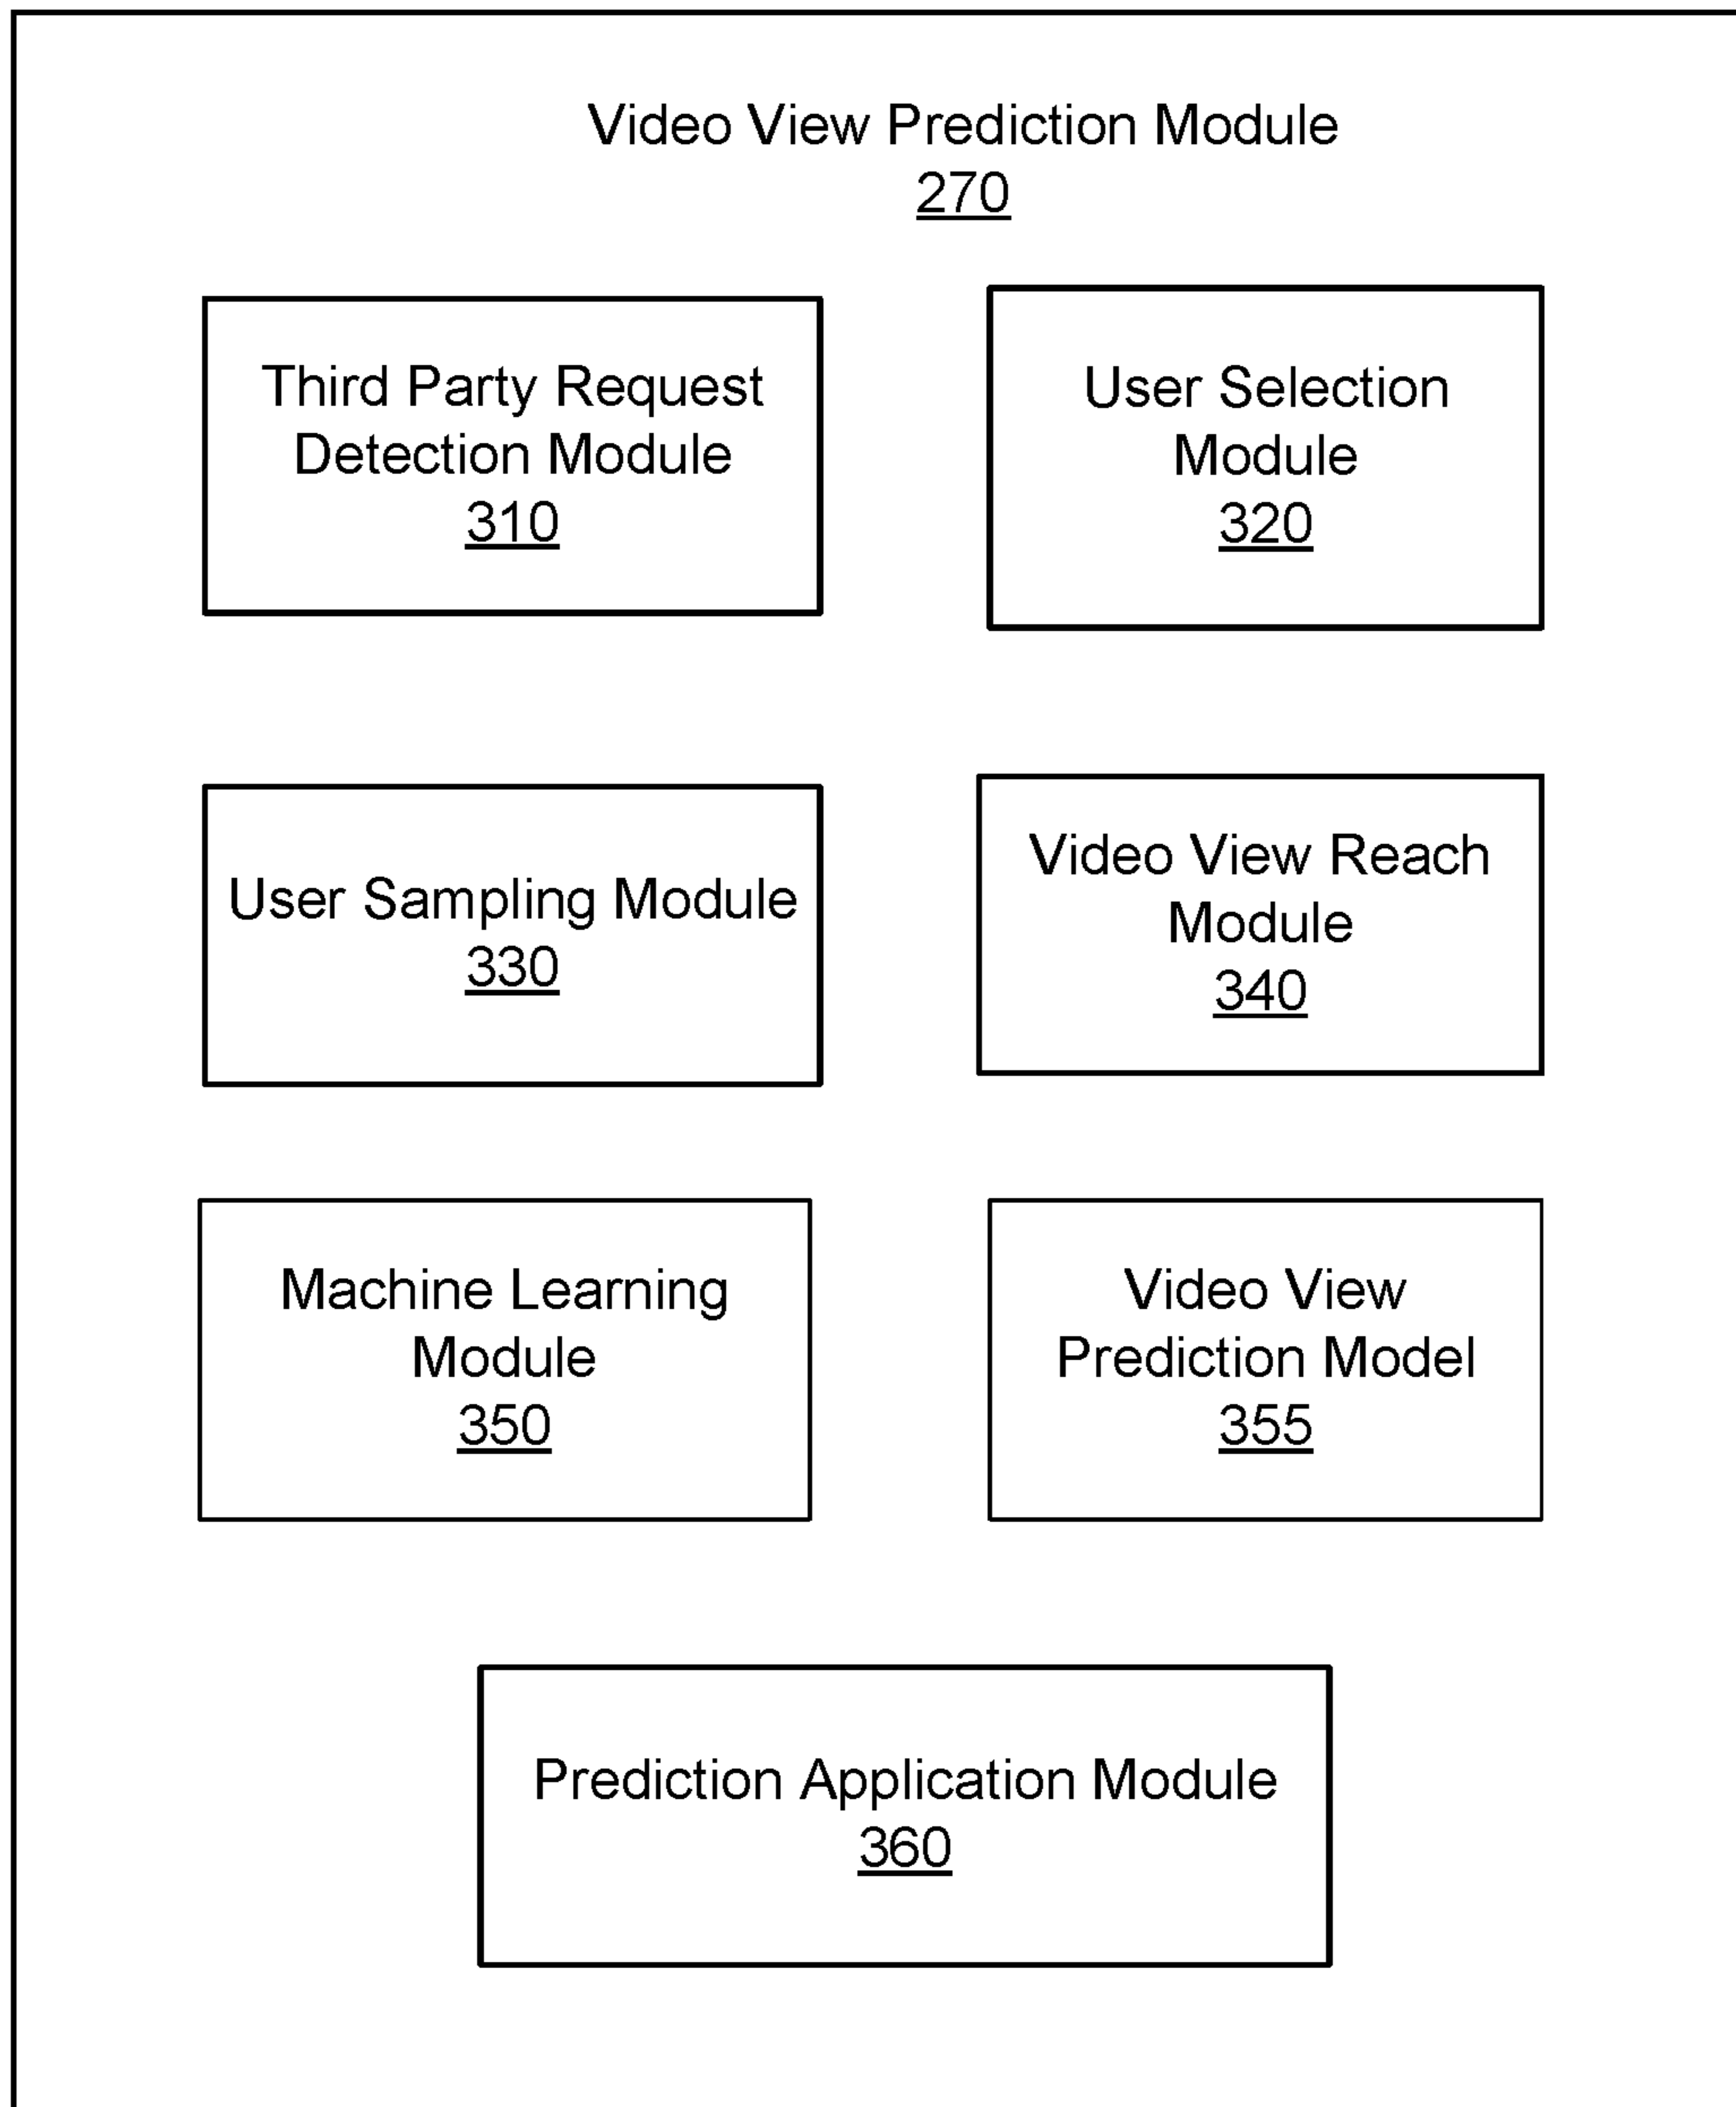 Video View Prediction Module
270
Third Party Request
Detection Module
310
User Selection
Module
320
User Sampling Module
330
Video View Reach
Module
340
Machine Learning
Module
350
Video View
Prediction Model
355
Prediction Application Module
360